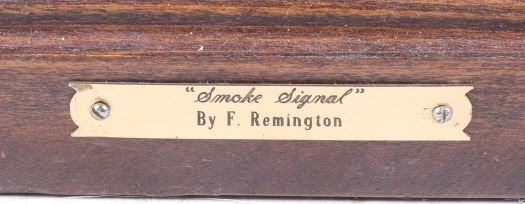 "Smoke Signal"
By F. Remington